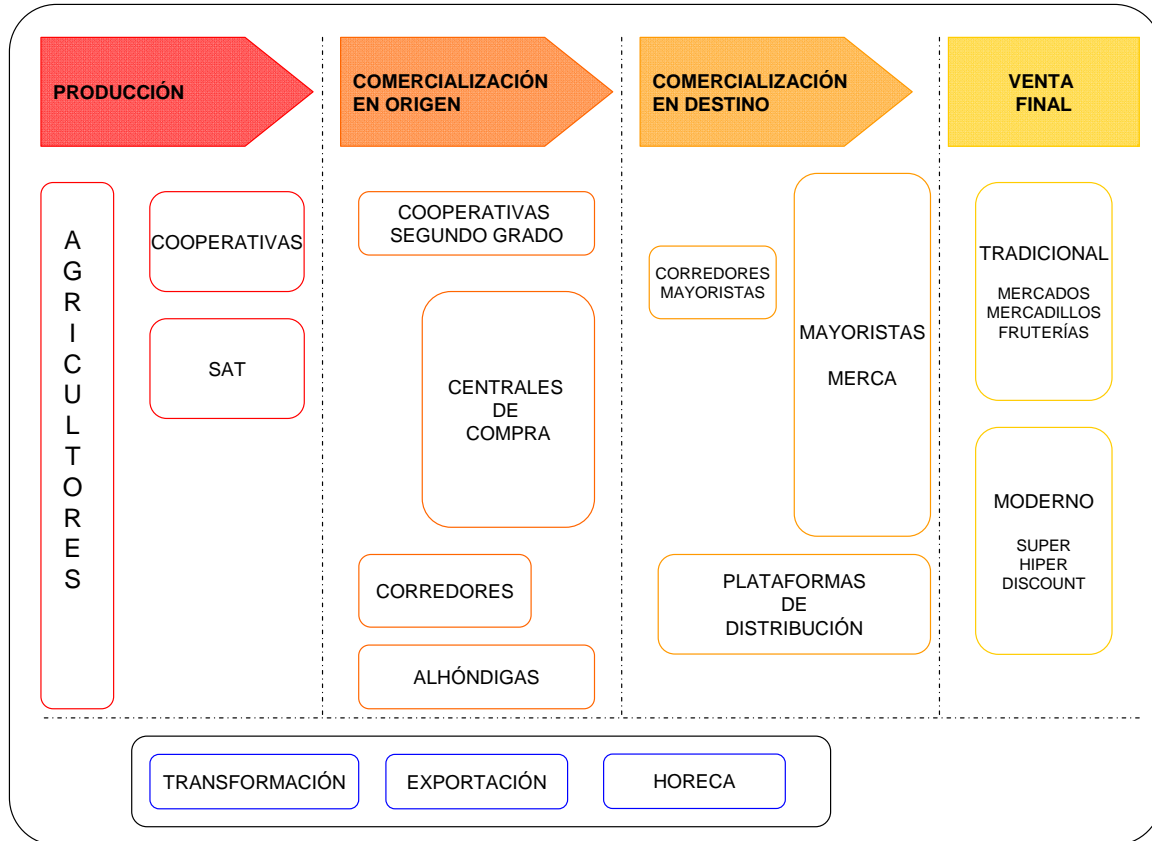 PRODUCCIÓN
COMERCIALIZACIÓN
EN ORIGEN
COMERCIALIZACIÓN
EN DESTINO
VENTA
FINAL
AGRICULTORES
COOPERATIVAS
SAT
COOPERATIVAS
SEGUNDO GRADO
CENTRALES
DE
COMPRA
CORREDORES
ALHÓNDIGAS
CORREDORES
MAYORISTAS
MAYORISTAS
MERCA
PLATAFORMAS
DE
DISTRIBUCIÓN
TRADICIONAL
MERCADOS
MERCADILLOS
FRUTERÍAS
MODERNO
SUPER
HIPER
DISCOUNT
TRANSFORMACIÓN
EXPORTACIÓN
HORECA